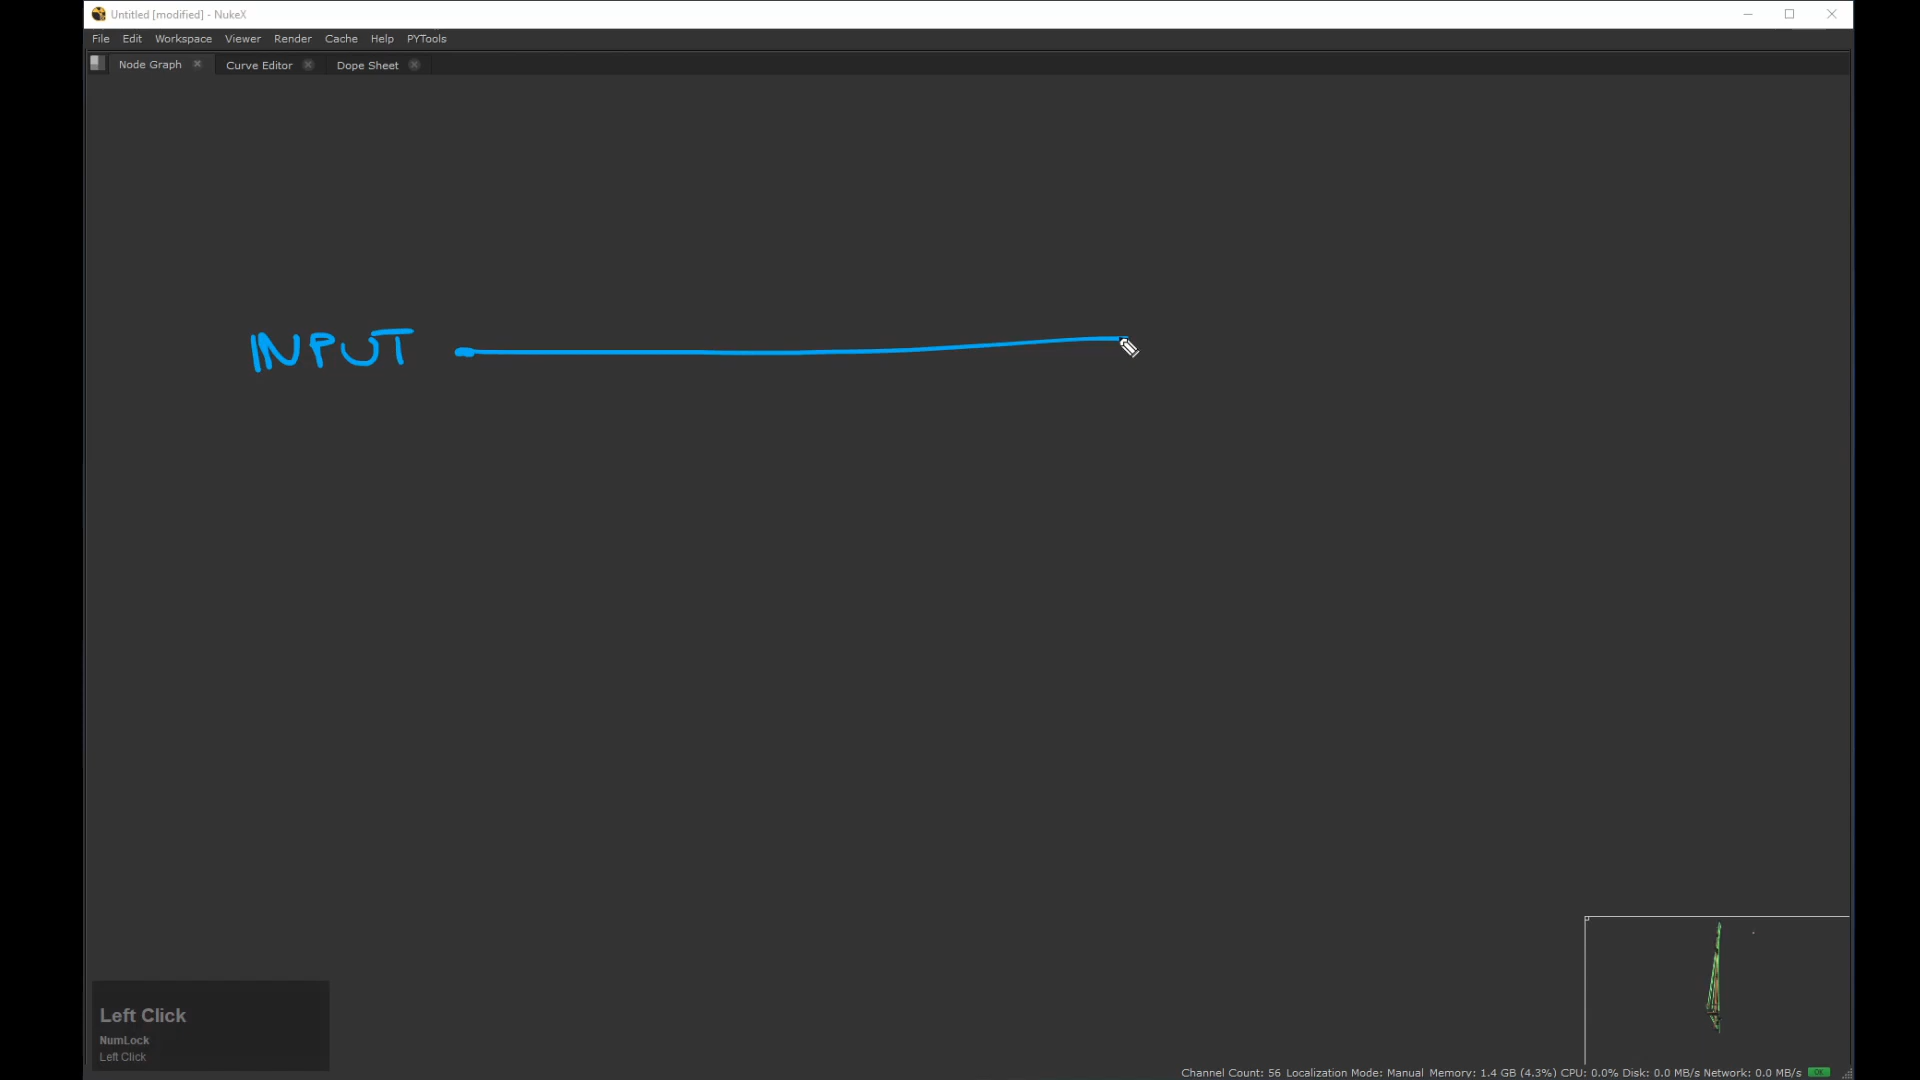 Untitled [modified] - NukeX
File Edit Workspace Viewer Render Cache Help PYTools
Node Graph Curve Editor Dope Sheet
INPUT
Left Click
NumLock
Left Click
Channel Count: 56 Localization Mode: Manual Memory: 1.4 GB (4.3%) CPU: 0.0% Disk: 0.0 MB/s Network: 0.0 MB/s OK